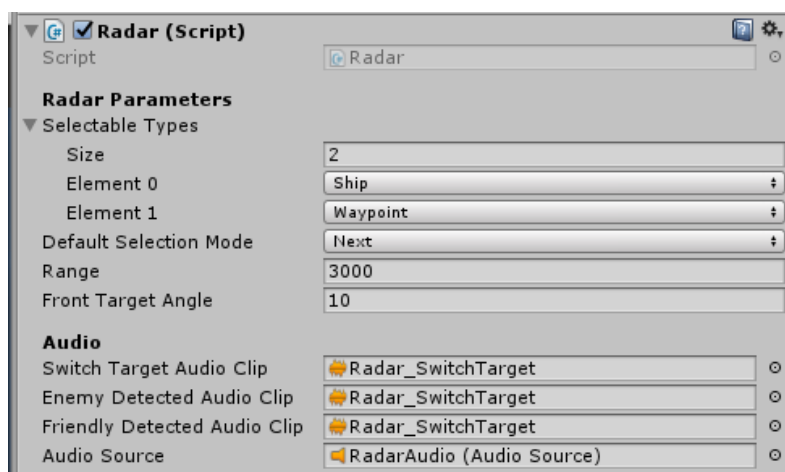 Radar (Script)
Script Radar
Radar Parameters
Selectable Types
Size 2
Element 0 Ship
Element 1 Waypoint
Default Selection Mode Next
Range 3000
Front Target Angle 10
Audio
Switch Target Audio Clip Radar_SwitchTarget
Enemy Detected Audio Clip Radar_SwitchTarget
Friendly Detected Audio Clip Radar_SwitchTarget
Audio Source RadarAudio (Audio Source)